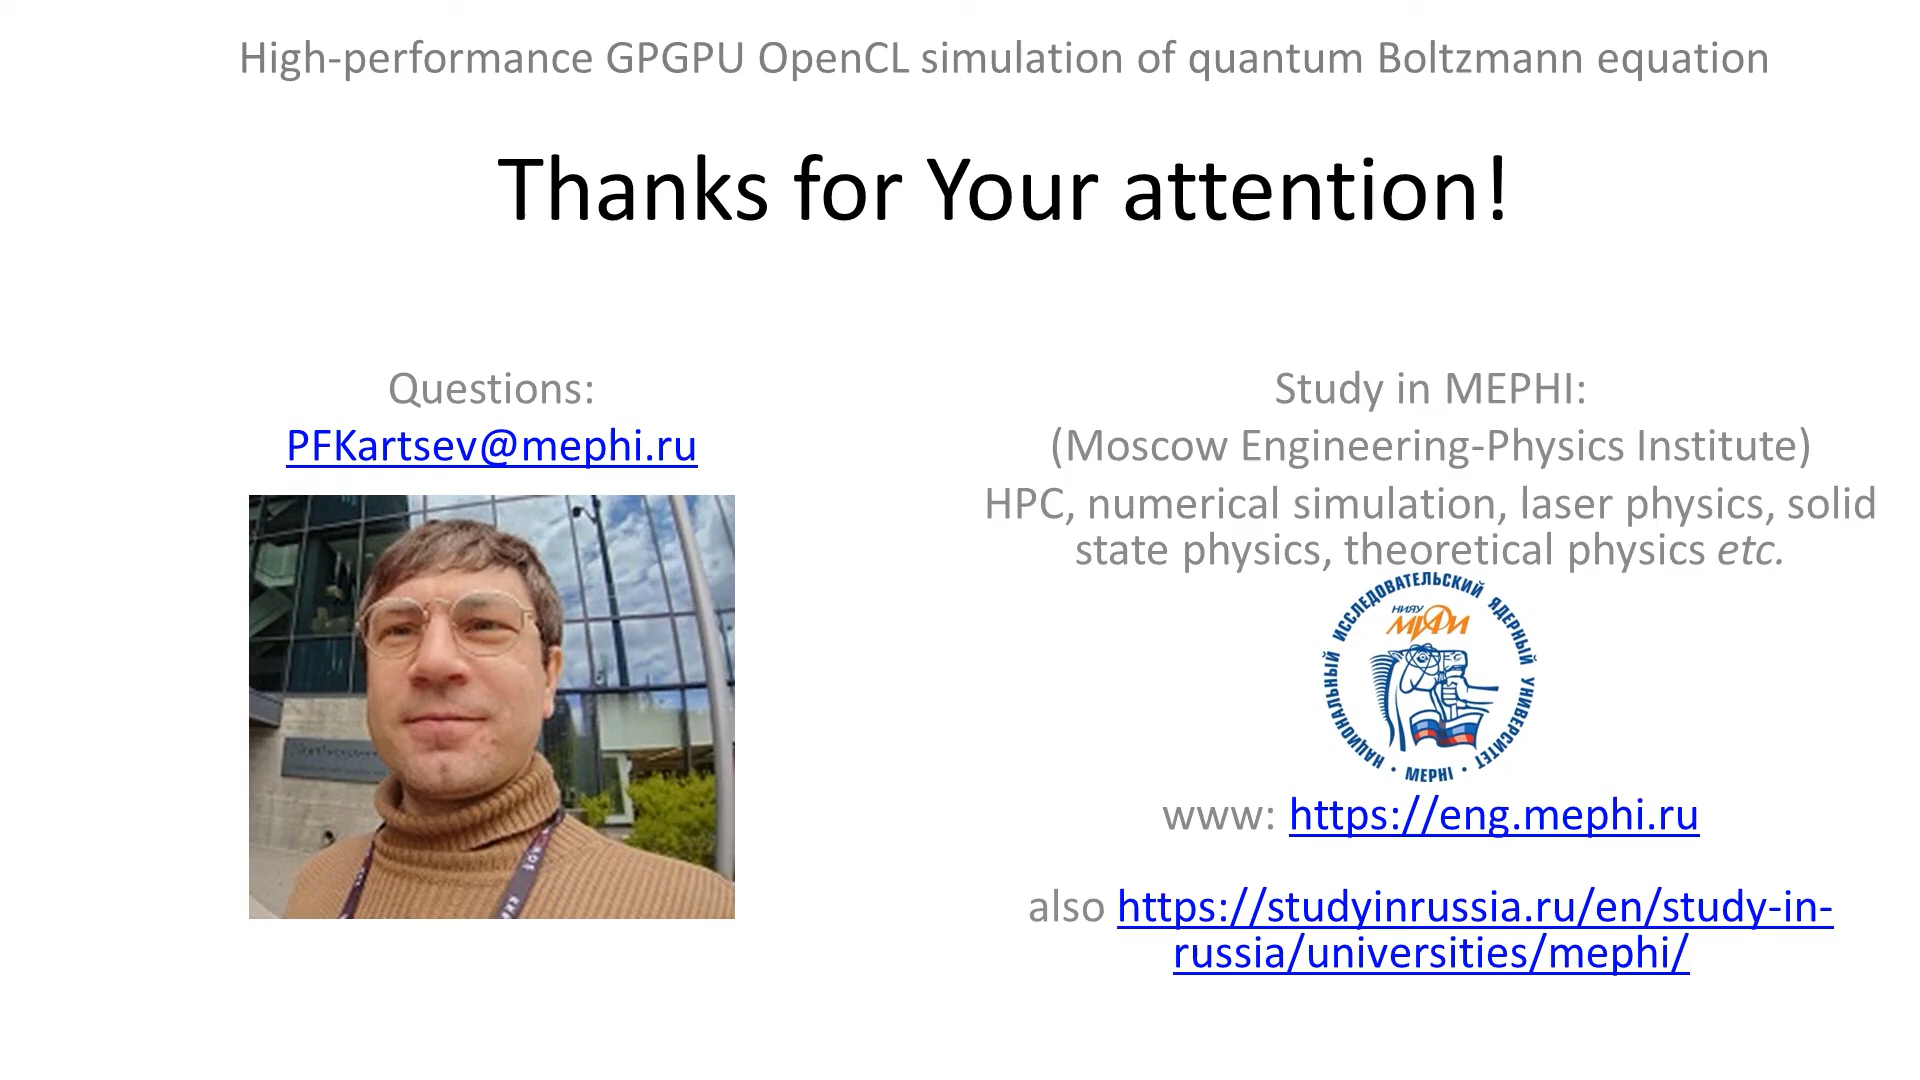 High-performance GPGPU OpenCL simulation of quantum Boltzmann equation
Thanks for Your attention!
Questions:
PFKartsev@mephi.ru
Study in MEPHI:
(Moscow Engineering-Physics Institute)
HPC, numerical simulation, laser physics, solid
state physics, theoretical physics etc.
НАЦИОНАЛЬНЫЙ ИССЛЕДОВАТЕЛЬСКИЙ ЯДЕРНЫЙ УНИВЕРСИТЕТ
НИЯУ
МИФИ
• MEPHI •
www: https://eng.mephi.ru
also https://studyinrussia.ru/en/study-in-
russia/universities/mephi/